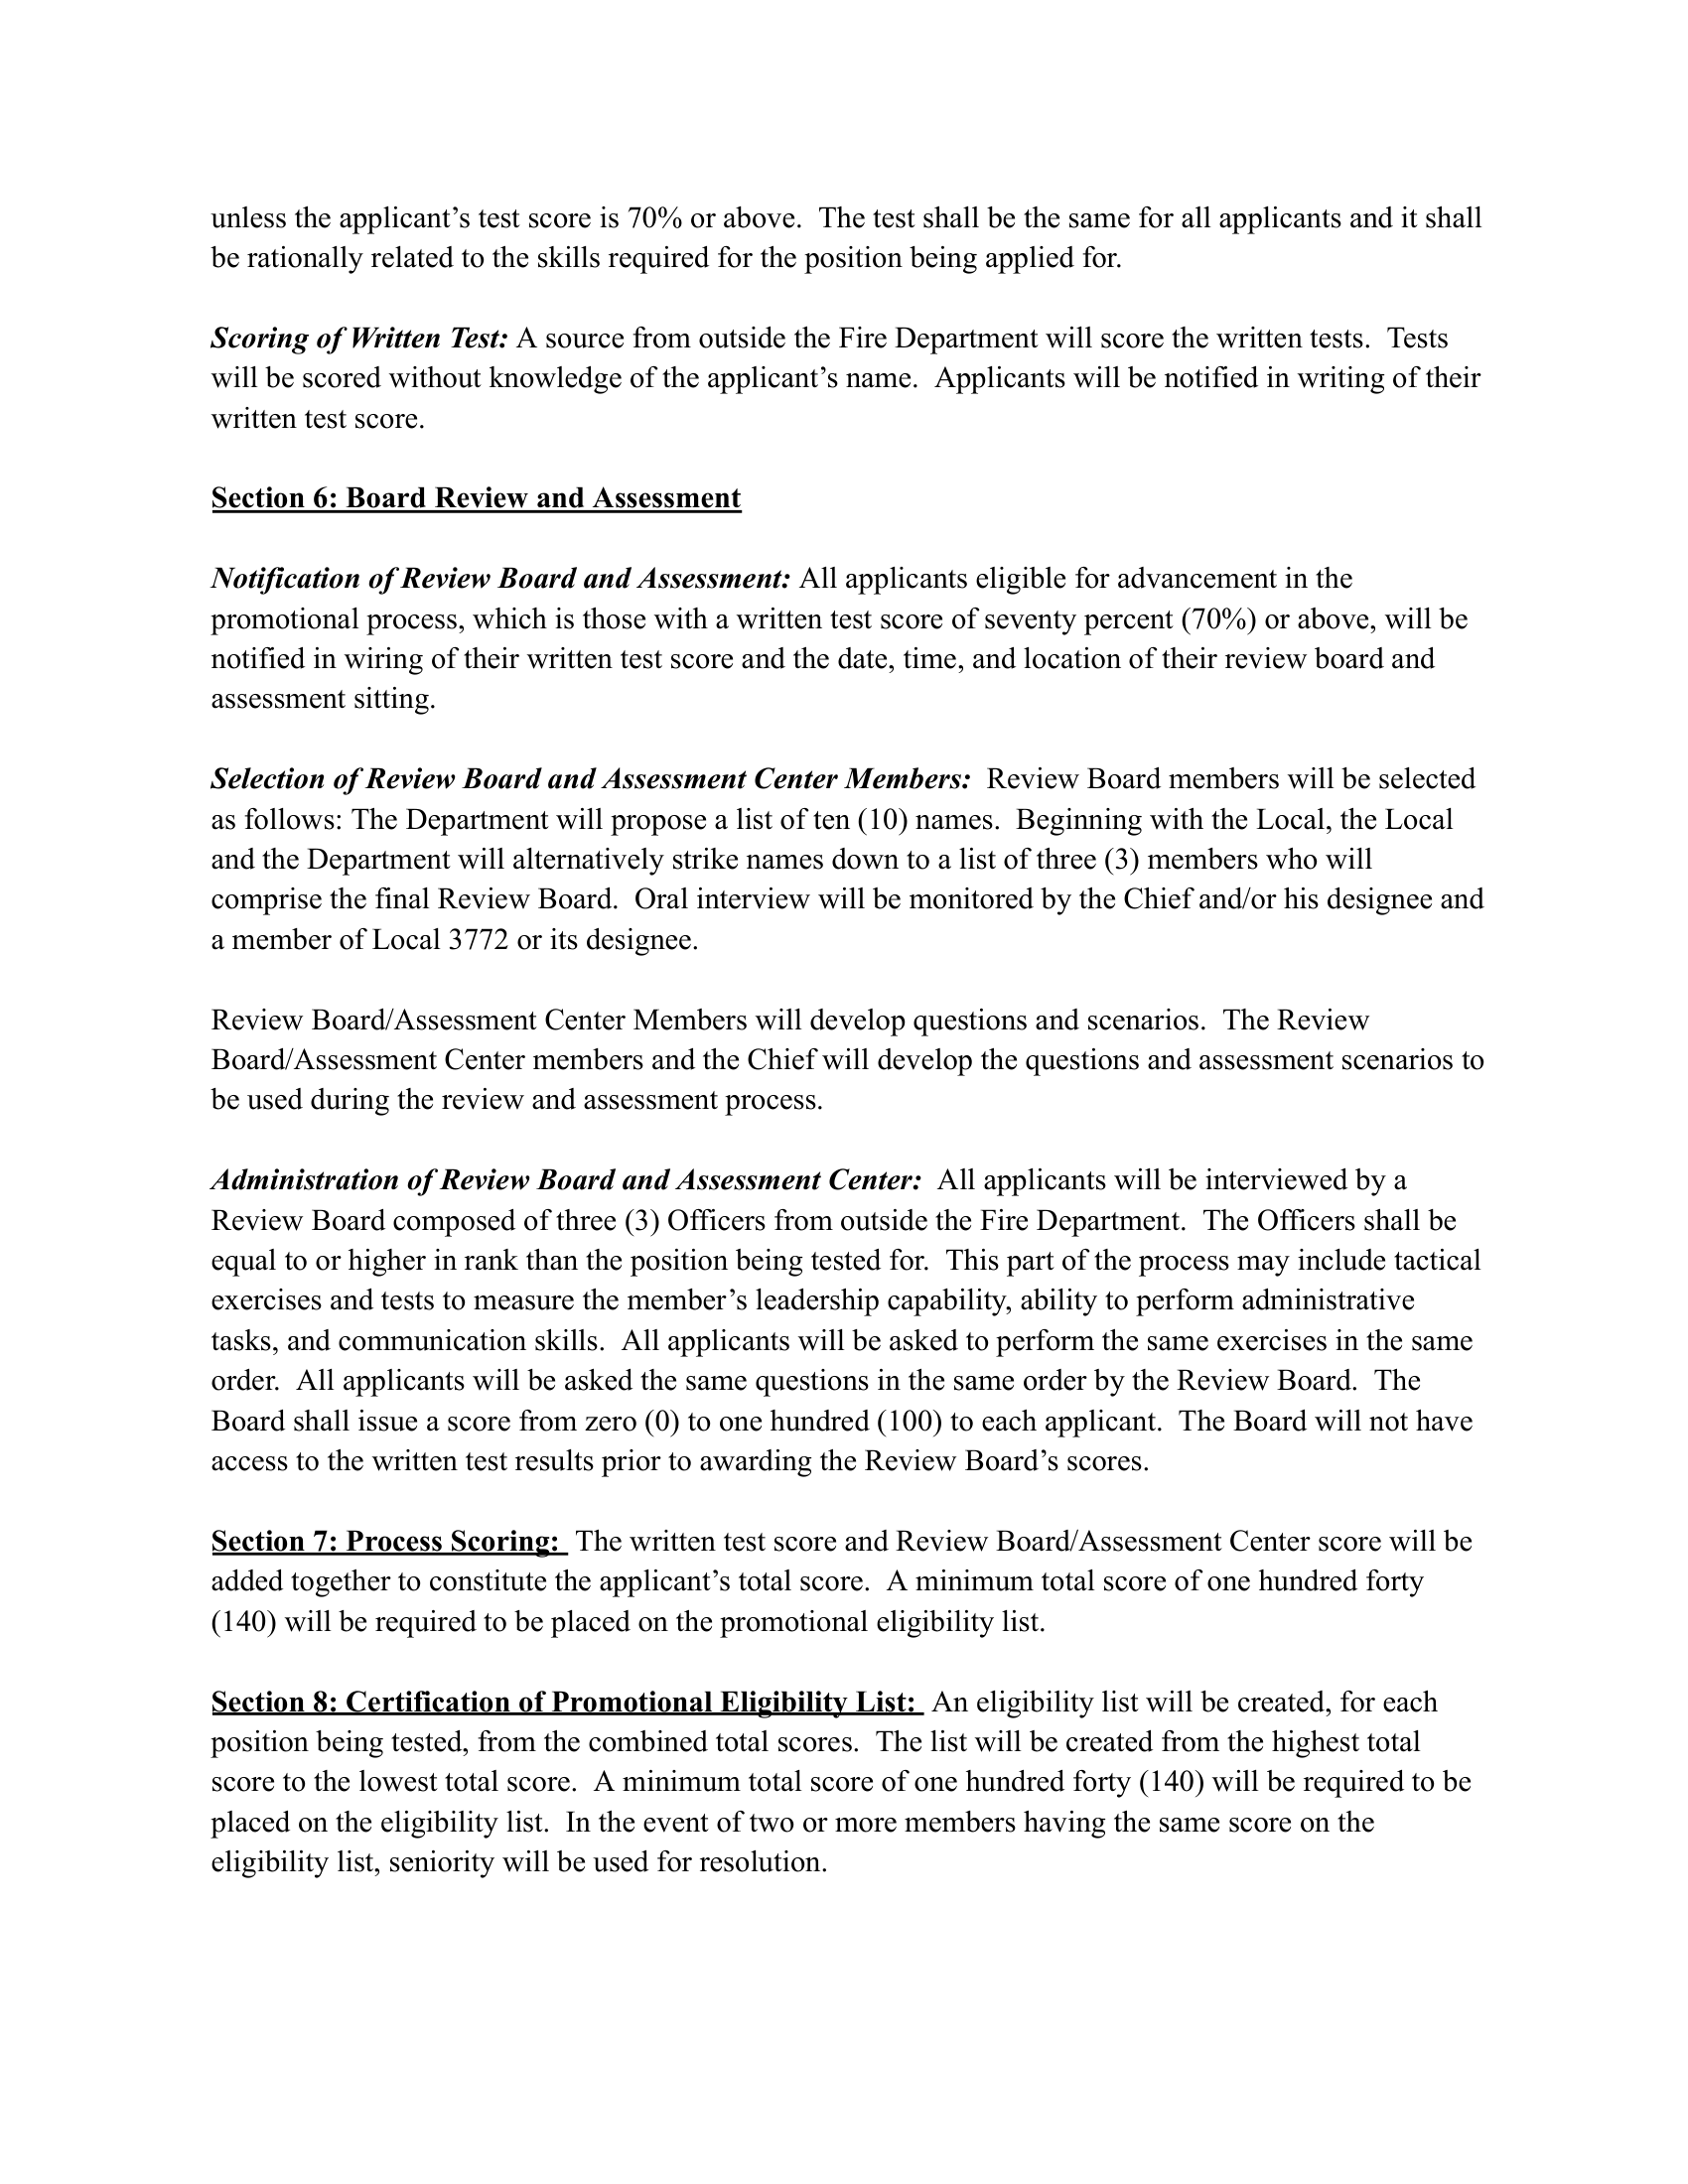 unless the applicant’s test score is 70% or above.  The test shall be the same for all applicants and it shall
be rationally related to the skills required for the position being applied for.
Scoring of Written Test: A source from outside the Fire Department will score the written tests.  Tests
will be scored without knowledge of the applicant’s name.  Applicants will be notified in writing of their
written test score.
Section 6: Board Review and Assessment
Notification of Review Board and Assessment: All applicants eligible for advancement in the
promotional process, which is those with a written test score of seventy percent (70%) or above, will be
notified in wiring of their written test score and the date, time, and location of their review board and
assessment sitting.
Selection of Review Board and Assessment Center Members:  Review Board members will be selected
as follows: The Department will propose a list of ten (10) names.  Beginning with the Local, the Local
and the Department will alternatively strike names down to a list of three (3) members who will
comprise the final Review Board.  Oral interview will be monitored by the Chief and/or his designee and
a member of Local 3772 or its designee.
Review Board/Assessment Center Members will develop questions and scenarios.  The Review
Board/Assessment Center members and the Chief will develop the questions and assessment scenarios to
be used during the review and assessment process.
Administration of Review Board and Assessment Center:  All applicants will be interviewed by a
Review Board composed of three (3) Officers from outside the Fire Department.  The Officers shall be
equal to or higher in rank than the position being tested for.  This part of the process may include tactical
exercises and tests to measure the member’s leadership capability, ability to perform administrative
tasks, and communication skills.  All applicants will be asked to perform the same exercises in the same
order.  All applicants will be asked the same questions in the same order by the Review Board.  The
Board shall issue a score from zero (0) to one hundred (100) to each applicant.  The Board will not have
access to the written test results prior to awarding the Review Board’s scores.
Section 7: Process Scoring:  The written test score and Review Board/Assessment Center score will be
added together to constitute the applicant’s total score.  A minimum total score of one hundred forty
(140) will be required to be placed on the promotional eligibility list.
Section 8: Certification of Promotional Eligibility List:  An eligibility list will be created, for each
position being tested, from the combined total scores.  The list will be created from the highest total
score to the lowest total score.  A minimum total score of one hundred forty (140) will be required to be
placed on the eligibility list.  In the event of two or more members having the same score on the
eligibility list, seniority will be used for resolution.